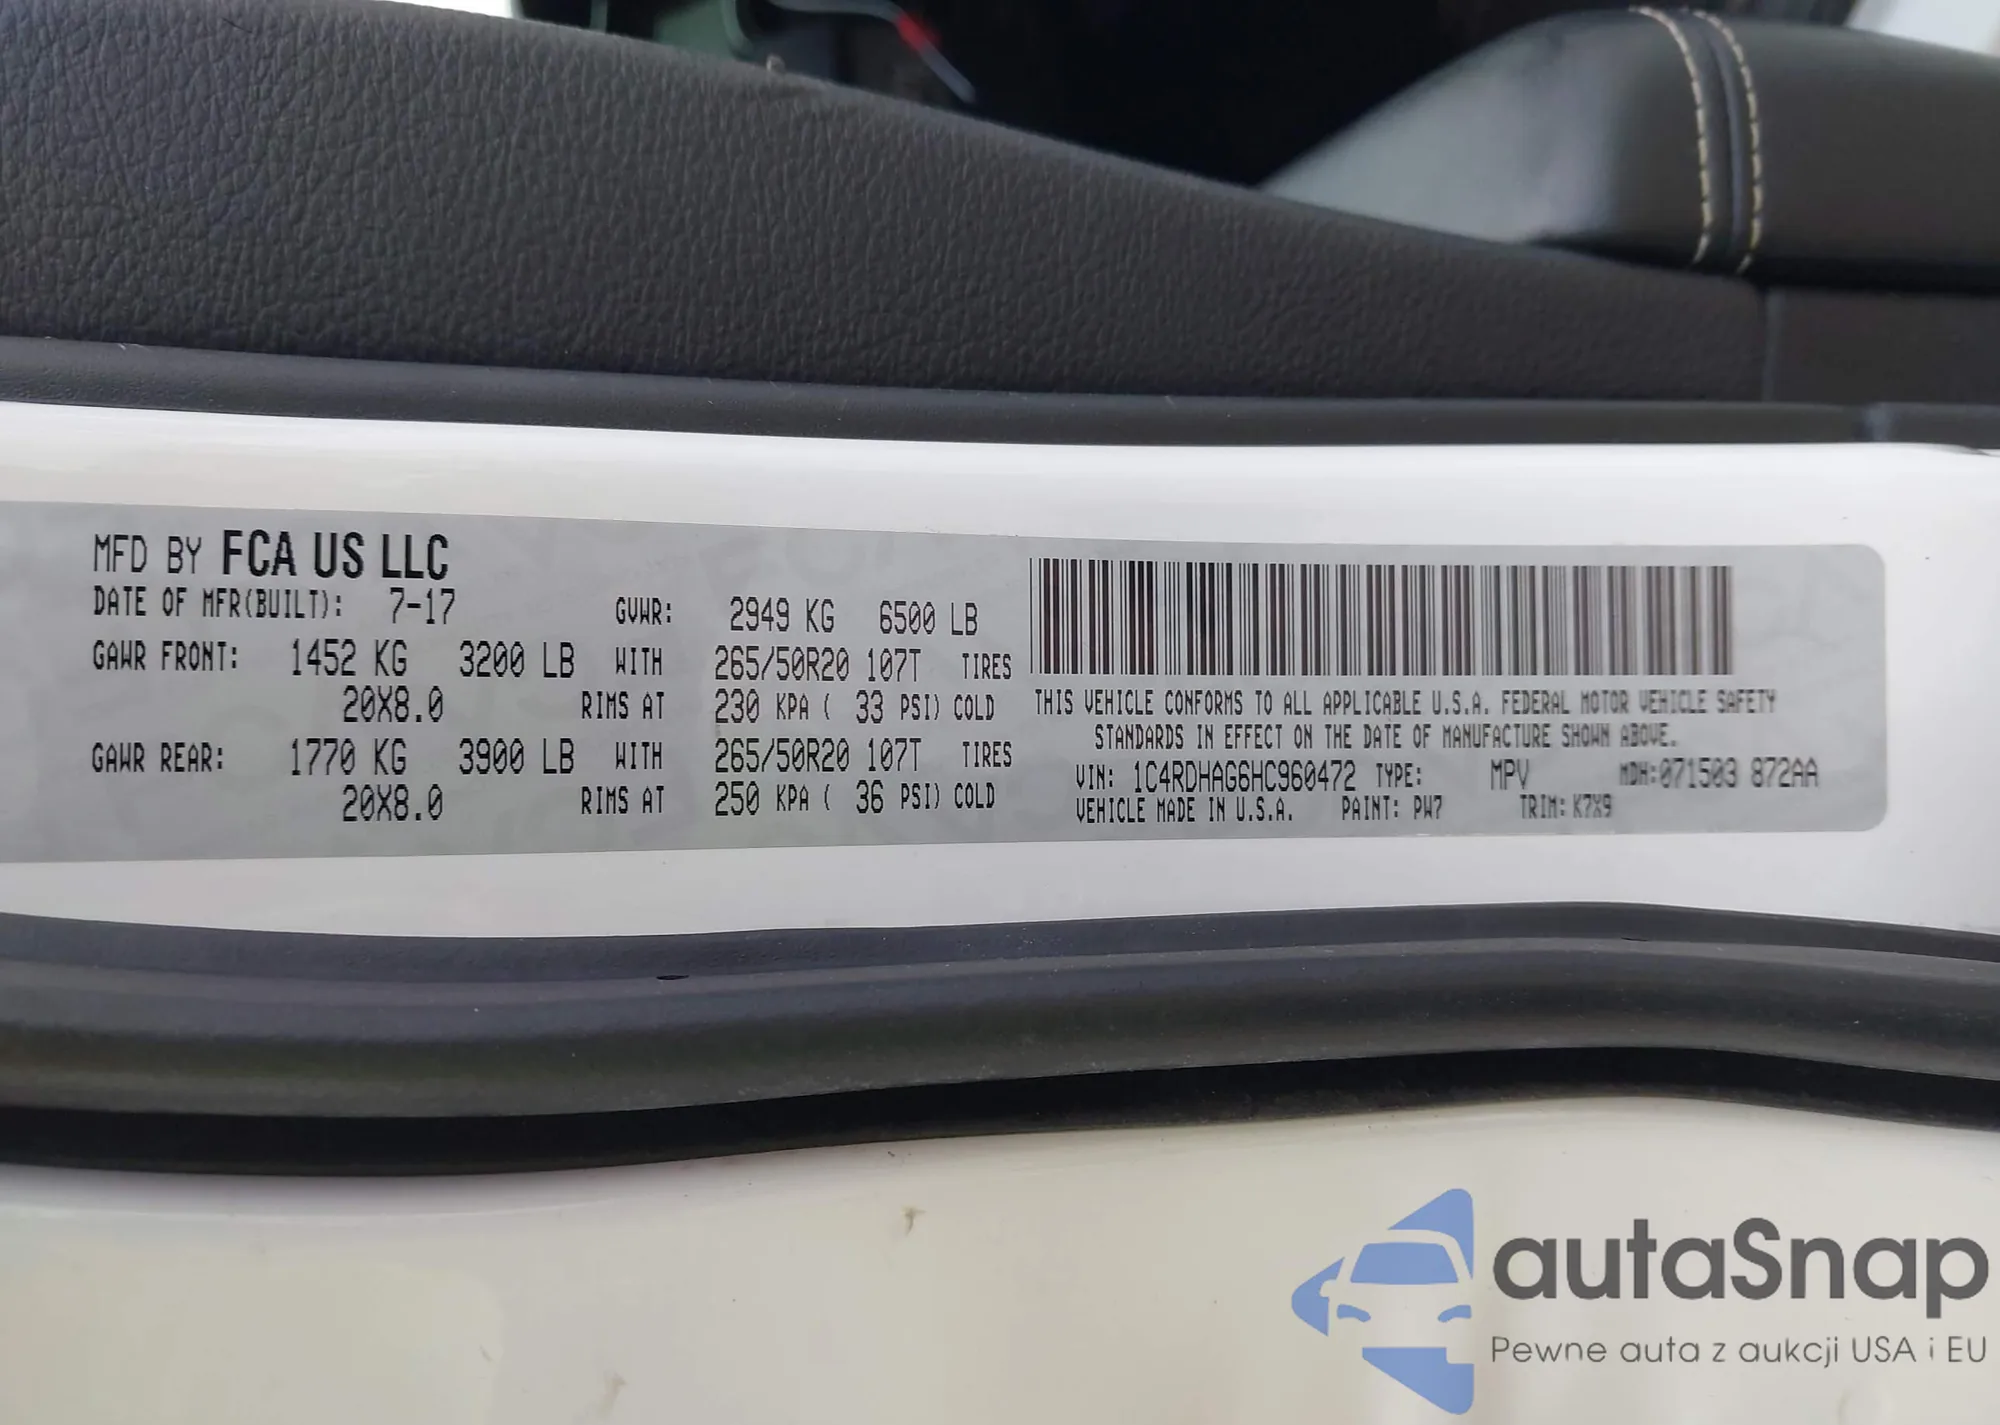 MFD BY FCA US LLC
DATE OF MFR(BUILT): 7-17 GVWR: 2949 KG 6500 LB
GAWR FRONT: 1452 KG 3200 LB WITH 265/50R20 107T TIRES
20X8.0 RIMS AT 230 KPA ( 33 PSI) COLD
GAWR REAR: 1770 KG 3900 LB WITH 265/50R20 107T TIRES
20X8.0 RIMS AT 250 KPA ( 36 PSI) COLD
THIS VEHICLE CONFORMS TO ALL APPLICABLE U.S.A. FEDERAL MOTOR VEHICLE SAFETY
STANDARDS IN EFFECT ON THE DATE OF MANUFACTURE SHOWN ABOVE.
VIN: 1C4RDHAG6HC960472 TYPE: MPV MDH:071503 872AA
VEHICLE MADE IN U.S.A. PAINT: PW7 TRIM: K7X9
autaSnap
Pewne auta z aukcji USA i EU